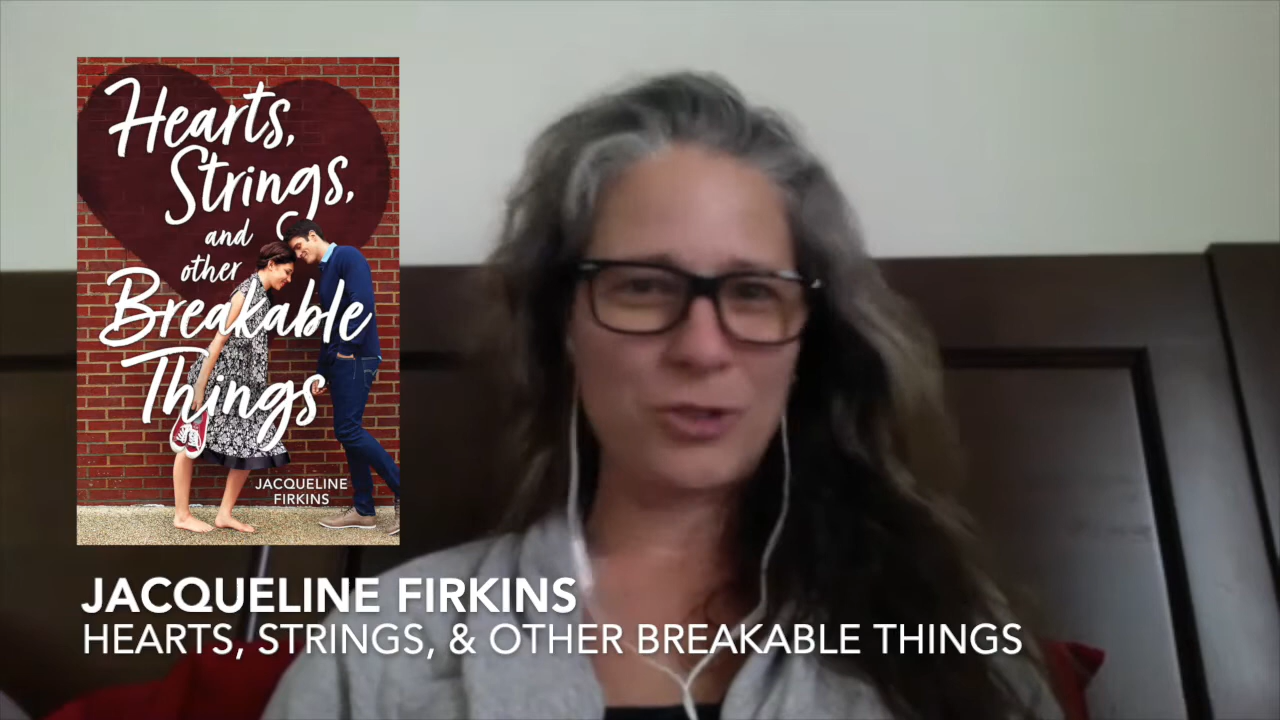 Hearts,
Strings,
and
other
Breakable
Things
JACQUELINE
FIRKINS
JACQUELINE FIRKINS
HEARTS, STRINGS, & OTHER BREAKABLE THINGS